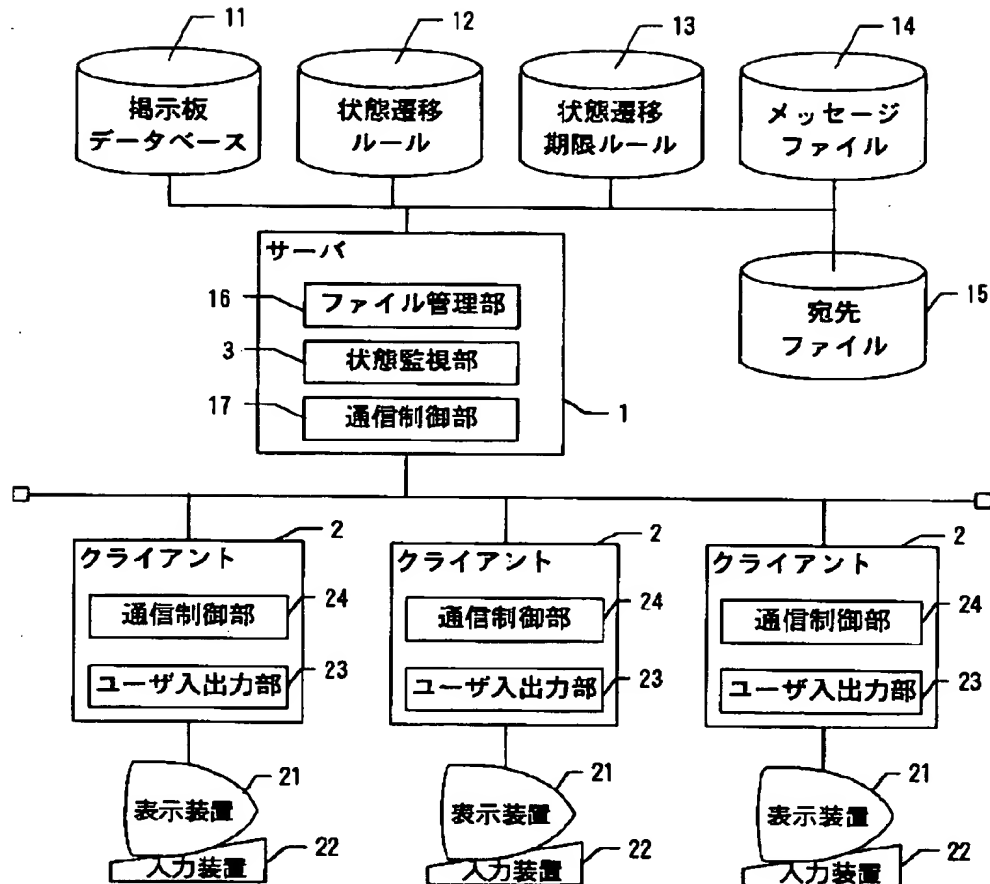 11
12
13
14
掲示板
データベース
状態遷移
ルール
状態遷移
期限ルール
メッセージ
ファイル
サーバ
16
ファイル管理部
3
状態監視部
17
通信制御部
1
宛先
ファイル
15
2
クライアント
通信制御部
24
ユーザ入出力部
23
2
クライアント
通信制御部
24
ユーザ入出力部
23
2
クライアント
通信制御部
24
ユーザ入出力部
23
21
表示装置
22
入力装置
21
表示装置
22
入力装置
21
表示装置
22
入力装置